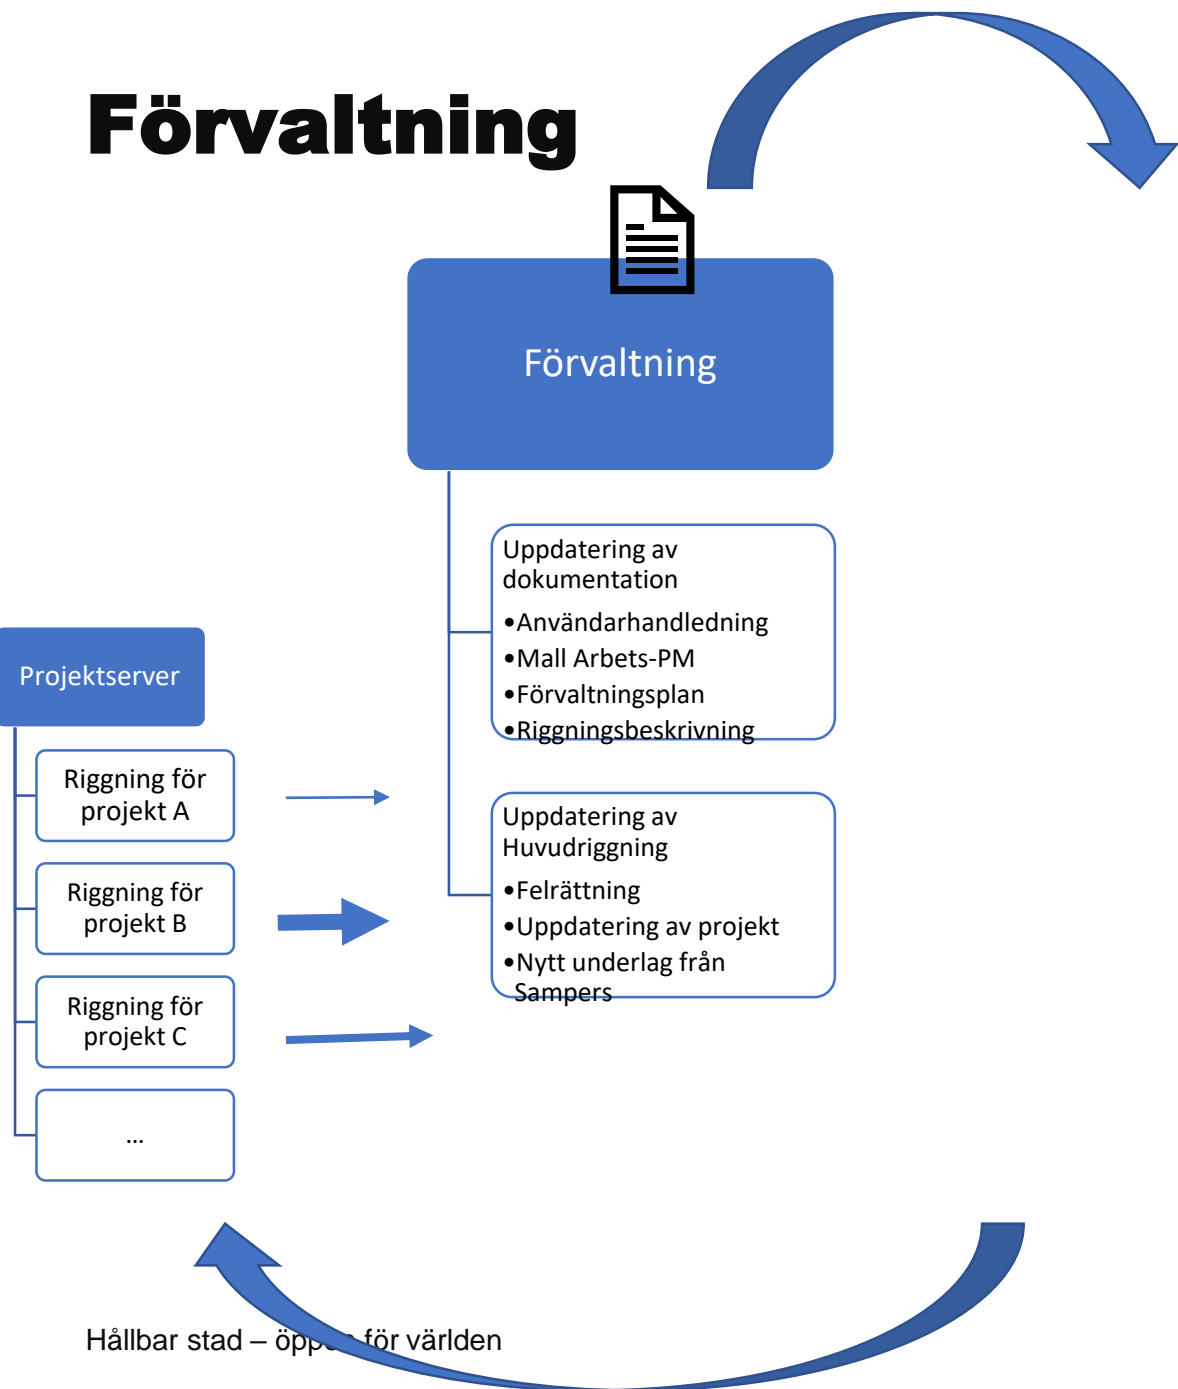 Förvaltning
Förvaltning
Uppdatering av
dokumentation
•Användarhandledning
•Mall Arbets-PM
•Förvaltningsplan
•Riggningsbeskrivning
Projektserver
Riggning för
projekt A
Riggning för
projekt B
Riggning för
projekt C
...
Uppdatering av
Huvudriggning
•Felrättning
•Uppdatering av projekt
•Nytt underlag från
Sampers
Hållbar stad – öppen för världen